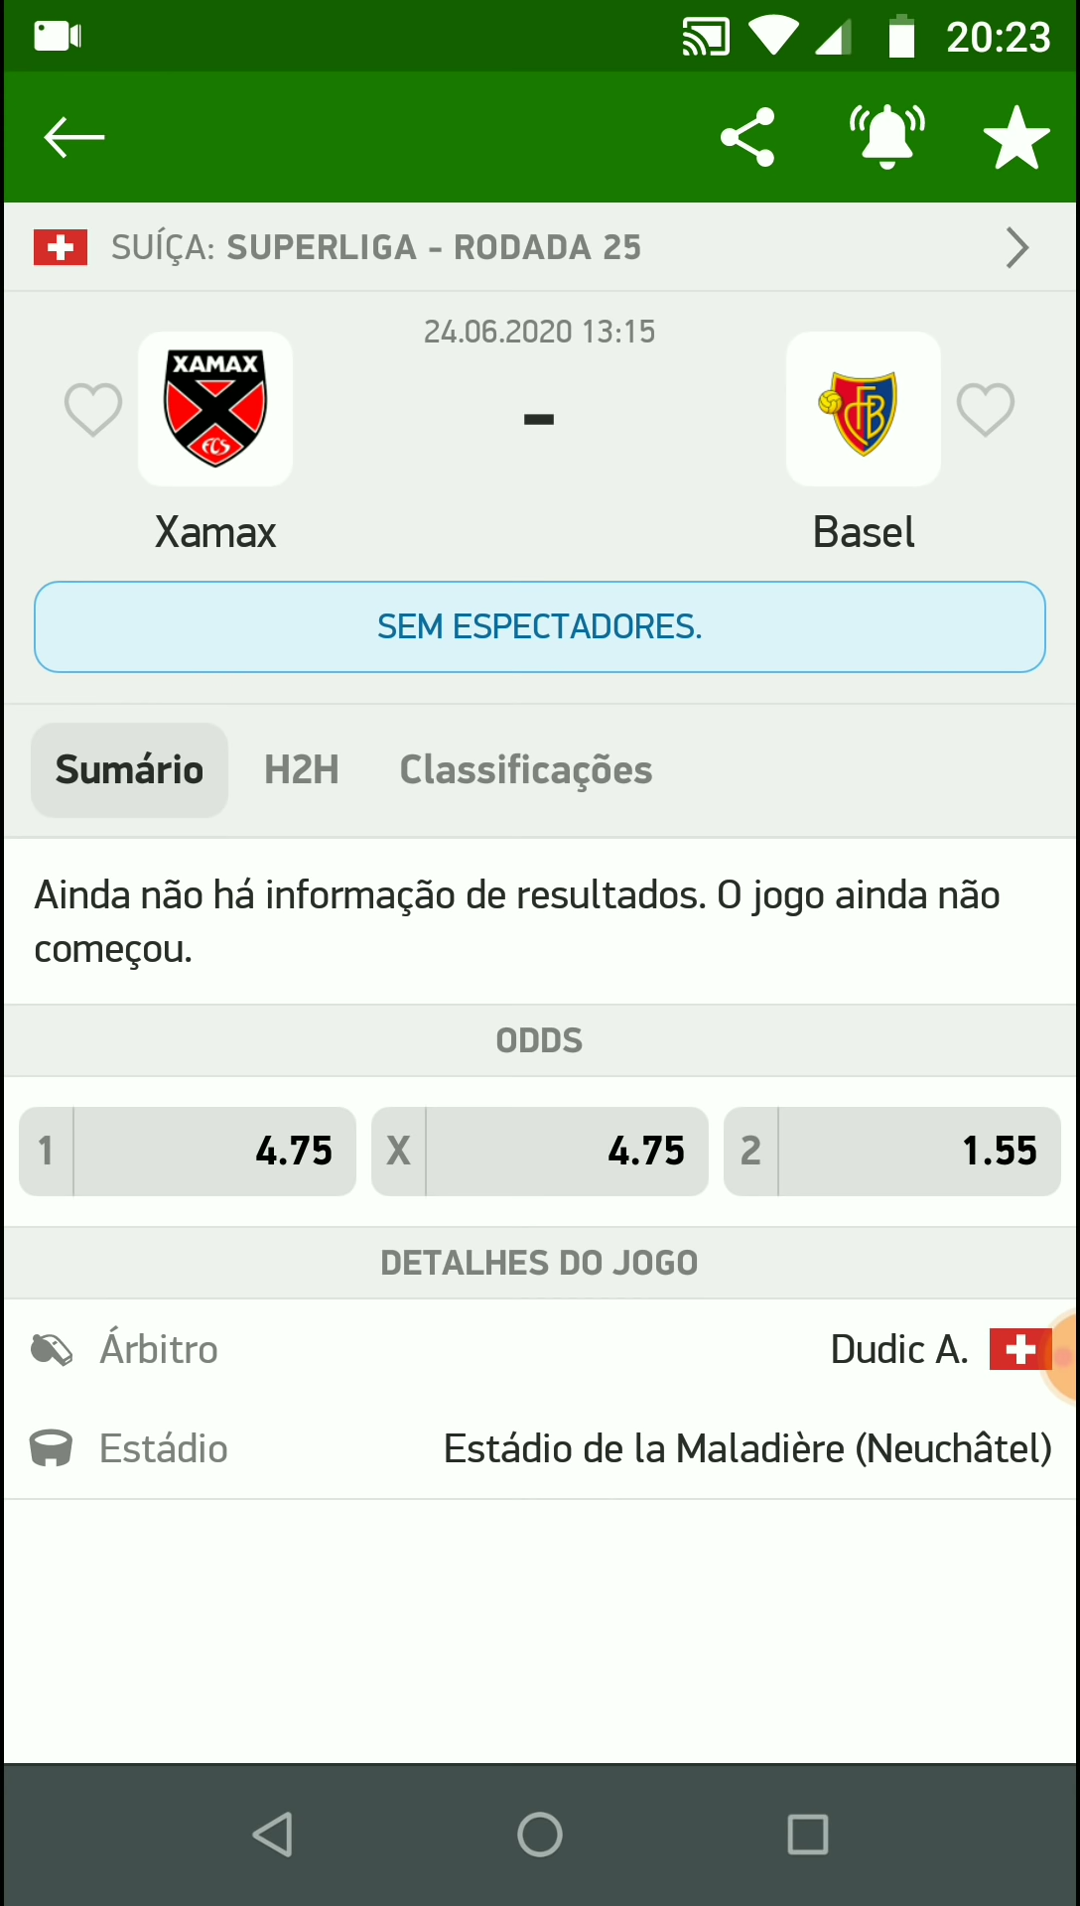 20:23
SUÍÇA: SUPERLIGA - RODADA 25
24.06.2020 13:15
XAMAX
FCS
FCB
-
Xamax
Basel
SEM ESPECTADORES.
Sumário H2H Classificações
Ainda não há informação de resultados. O jogo ainda não
começou.
ODDS
1 4.75 X 4.75 2 1.55
DETALHES DO JOGO
Árbitro Dudic A.
Estádio Estádio de la Maladière (Neuchâtel)